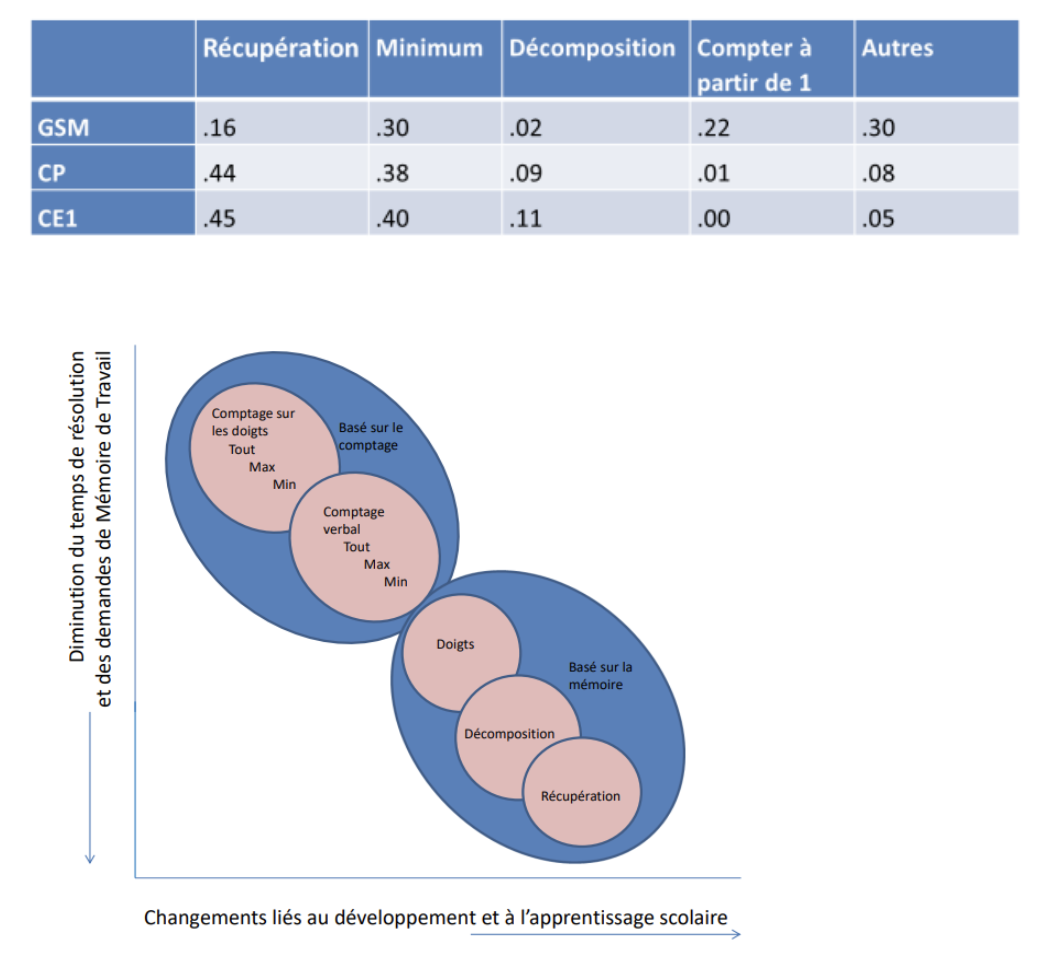 Récupération Minimum Décomposition Compter à partir de 1 Autres
GSM .16 .30 .02 .22 .30
CP .44 .38 .09 .01 .08
CE1 .45 .40 .11 .00 .05
Diminution du temps de résolution
et des demandes de Mémoire de Travail
Comptage sur
les doigts
Tout
Max
Min
Basé sur le
comptage
Comptage
verbal
Tout
Max
Min
Doigts
Basé sur la
mémoire
Décomposition
Récupération
Changements liés au développement et à l'apprentissage scolaire